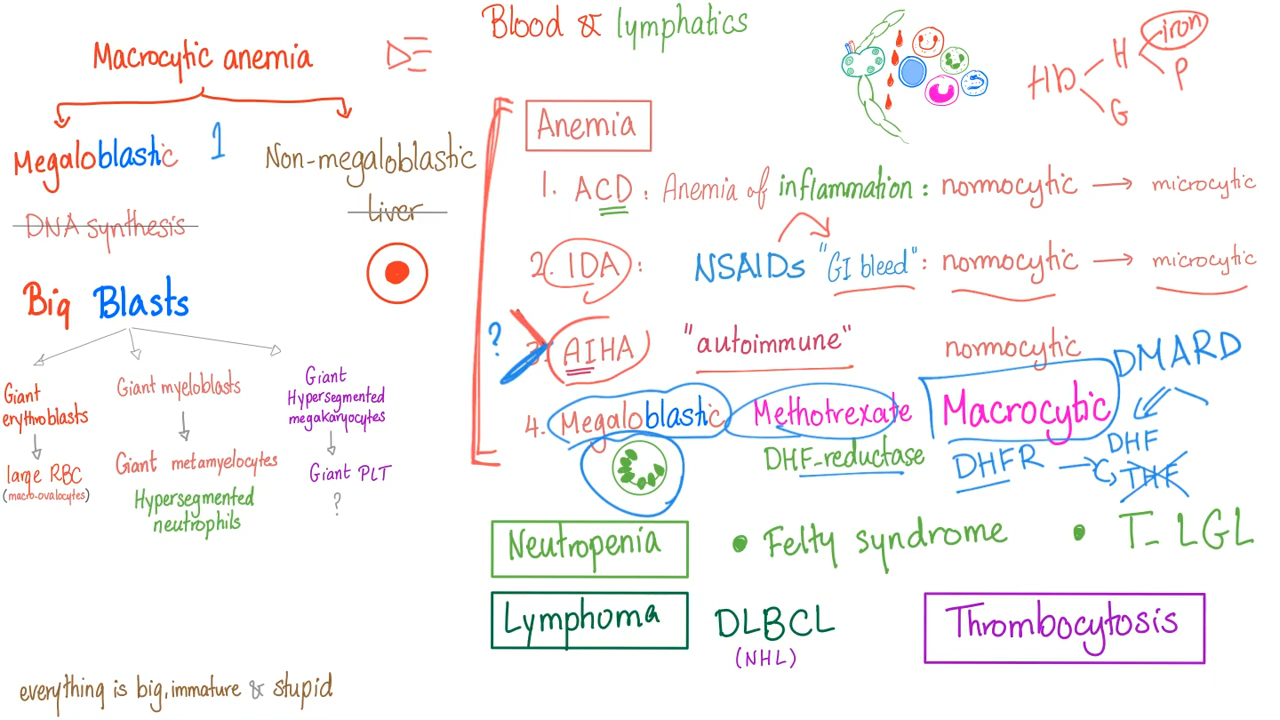 Blood & lymphatics
Macrocytic anemia
Megaloblastic
1
Non-megaloblastic
DNA synthesis
liver
Big Blasts
Giant
erythroblasts
large RBC
(macro-ovalocytes)
Giant myeloblasts
Giant metamyelocytes
Hypersegmented
neutrophils
Giant
Hypersegmented
megakaryocytes
Giant PLT
?
everything is big, immature & stupid
Hb
H
iron
P
G
Anemia
1. ACD: Anemia of inflammation: normocytic → microcytic
2. IDA: NSAIDs "GI bleed": normocytic → microcytic
?
3. AIHA "autoimmune" normocytic
DMARD
4. Megaloblastic Methotrexate Macrocytic
DHF-reductase
DHFR →
DHF
THF
Neutropenia • Felty syndrome • T-LGL
Lymphoma DLBCL
(NHL)
Thrombocytosis